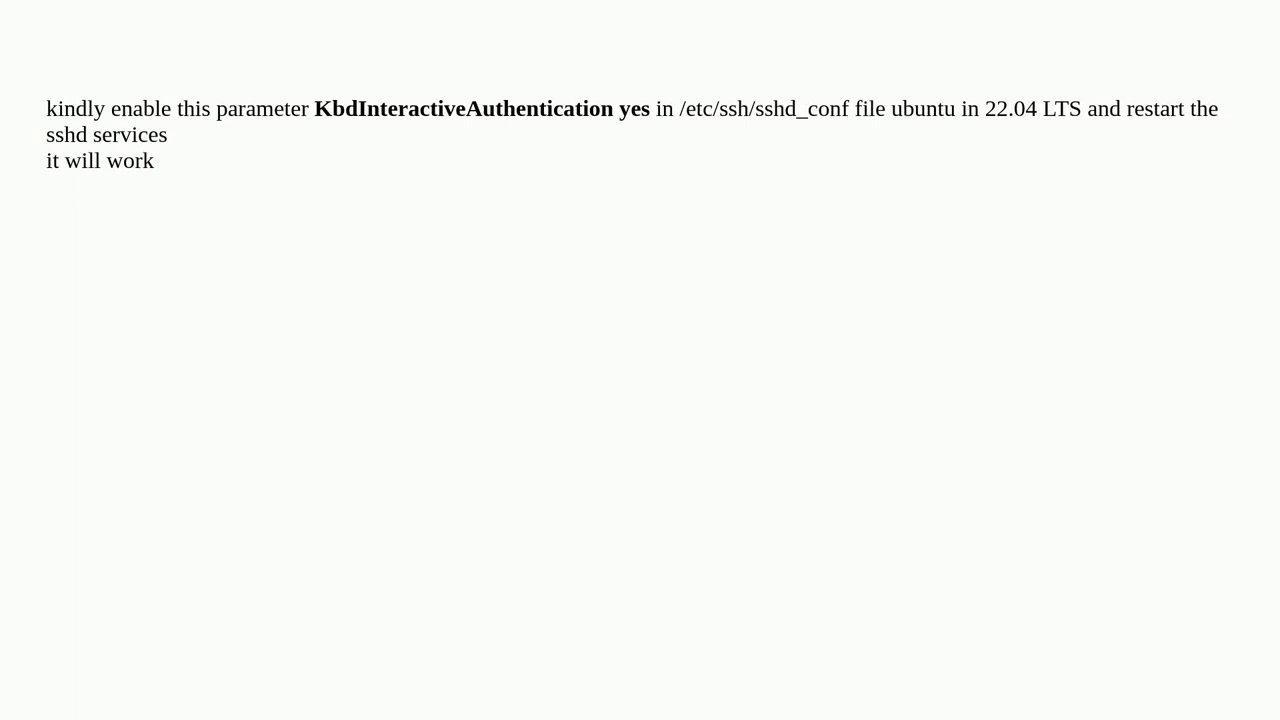 kindly enable this parameter KbdInteractiveAuthentication yes in /etc/ssh/sshd_conf file ubuntu in 22.04 LTS and restart the
sshd services
it will work